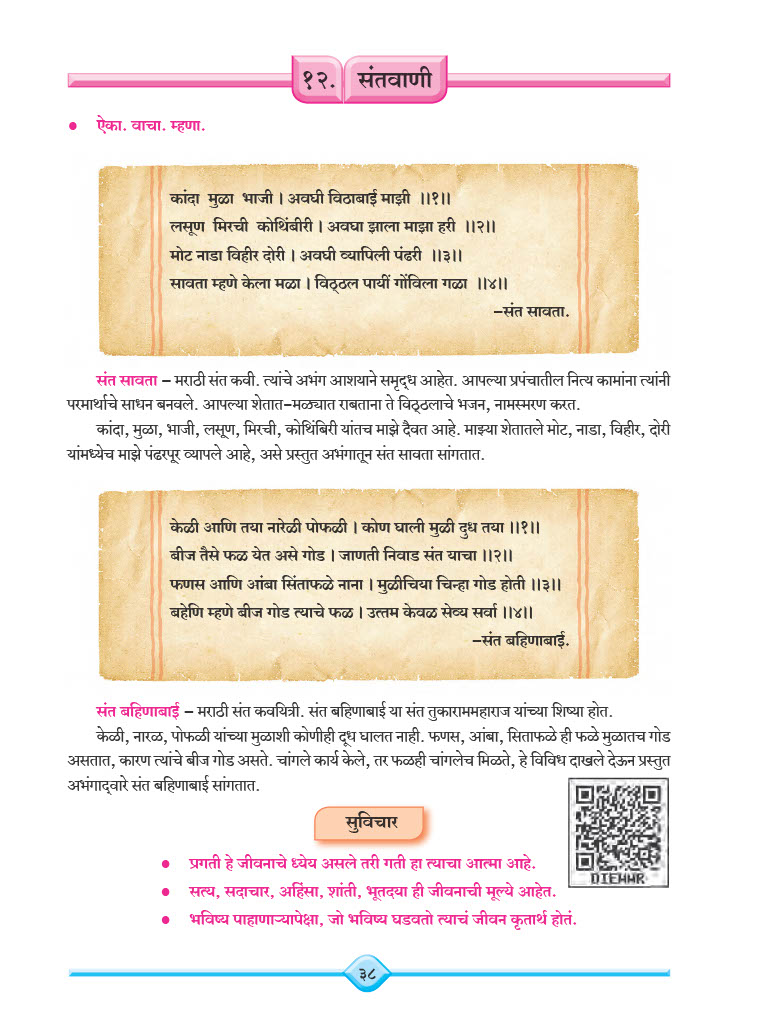 १२. संतवाणी
● ऐका. वाचा. म्हणा.
कांदा मुळा भाजी । अवघी विठाबाई माझी ।।१।।
लसूण मिरची कोथिंबीरी । अवघा झाला माझा हरी ।।२।।
मोट नाडा विहीर दोरी । अवघी व्यापिली पंढरी ।।३।।
सावता म्हणे केला मळा । विठ्ठल पायीं गोंविला गळा ।।४।।
–संत सावता.
संत सावता – मराठी संत कवी. त्यांचे अभंग आशयाने समृद्ध आहेत. आपल्या प्रपंचातील नित्य कामांना त्यांनी
परमार्थाचे साधन बनवले. आपल्या शेतात–मळ्यात राबताना ते विठ्ठलाचे भजन, नामस्मरण करत.
कांदा, मुळा, भाजी, लसूण, मिरची, कोथिंबिरी यांतच माझे दैवत आहे. माझ्या शेतातले मोट, नाडा, विहीर, दोरी
यांमध्येच माझे पंढरपूर व्यापले आहे, असे प्रस्तुत अभंगातून संत सावता सांगतात.
केळी आणि तया नारेळी पोफळी । कोण घाली मुळी दुध तया ।।१।।
बीज तैसे फळ येत असे गोड । जाणती निवाड संत याचा ।।२।।
फणस आणि आंबा सिंताफळे नाना । मुळीचिया चिन्हा गोड होती ।।३।।
बहेणि म्हणे बीज गोड त्याचे फळ । उत्तम केवळ सेव्य सर्वा ।।४।।
–संत बहिणाबाई.
संत बहिणाबाई – मराठी संत कवयित्री. संत बहिणाबाई या संत तुकाराममहाराज यांच्या शिष्या होत.
केळी, नारळ, पोफळी यांच्या मुळाशी कोणीही दूध घालत नाही. फणस, आंबा, सिताफळे ही फळे मुळातच गोड
असतात, कारण त्यांचे बीज गोड असते. चांगले कार्य केले, तर फळही चांगलेच मिळते, हे विविध दाखले देऊन प्रस्तुत
अभंगाद्वारे संत बहिणाबाई सांगतात.
सुविचार
● प्रगती हे जीवनाचे ध्येय असले तरी गती हा त्याचा आत्मा आहे.
● सत्य, सदाचार, अहिंसा, शांती, भूतदया ही जीवनाची मूल्ये आहेत.
● भविष्य पाहाणाऱ्यापेक्षा, जो भविष्य घडवतो त्याचं जीवन कृतार्थ होतं.
DIEWWR
३८